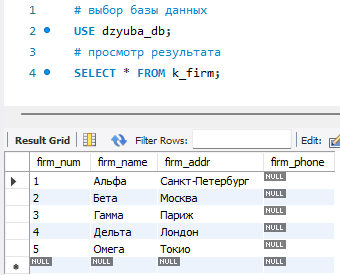 1 # выбор базы данных
2 USE dzyuba_db;
3 # просмотр результата
4 SELECT * FROM k_firm;
Result Grid Filter Rows: Edit:
firm_num firm_name firm_addr firm_phone
1 Альфа Санкт-Петербург NULL
2 Бета Москва NULL
3 Гамма Париж NULL
4 Дельта Лондон NULL
5 Омега Токио NULL
NULL NULL NULL NULL